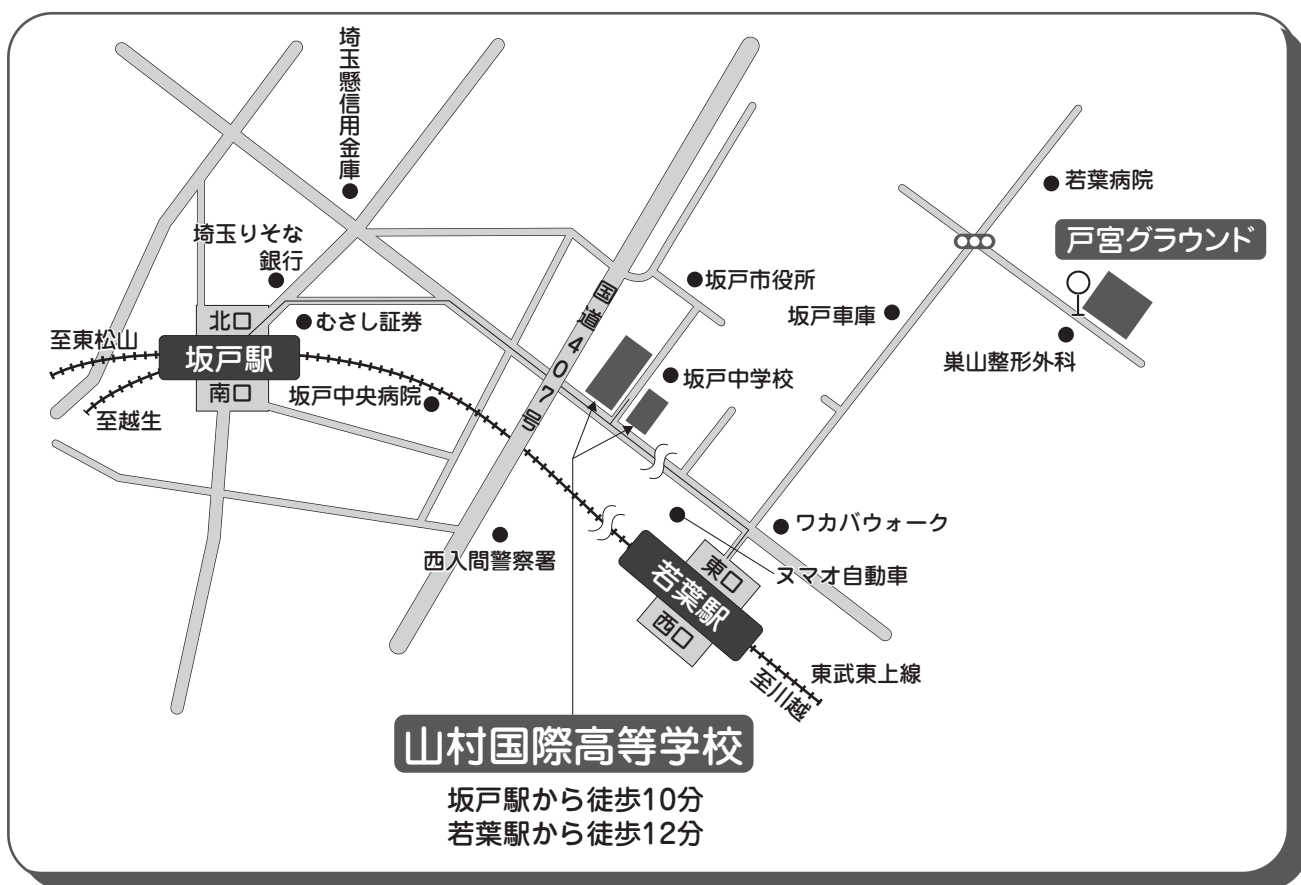 埼玉懸信用金庫
若葉病院
戸宮グラウンド
埼玉りそな
銀行
坂戸市役所
国道407号
北口
むさし証券
坂戸車庫
至東松山
坂戸駅
巣山整形外科
南口
坂戸中央病院
坂戸中学校
至越生
ワカバウォーク
西入間警察署
東口
ヌマオ自動車
若葉駅
西口
東武東上線
至川越
山村国際高等学校
坂戸駅から徒歩10分
若葉駅から徒歩12分